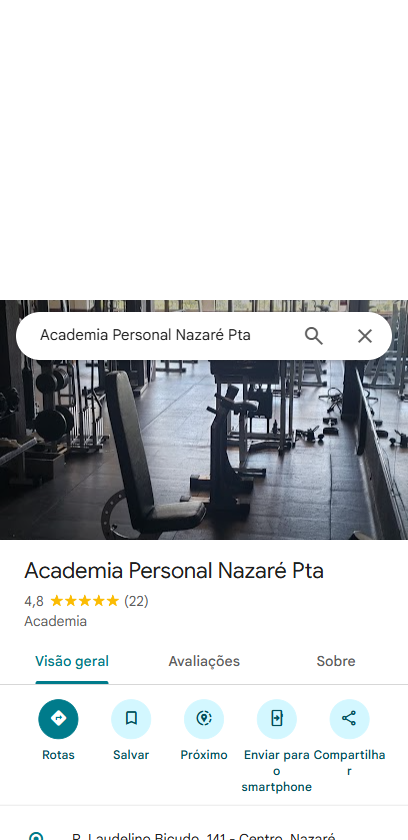 Academia Personal Nazaré Pta
Academia Personal Nazaré Pta
4,8 (22)
Academia
Visão geral Avaliações Sobre
Rotas Salvar Próximo Enviar para o smartphone Compartilhar
R. Laudelino Bicudo, 141 - Centro, Nazaré